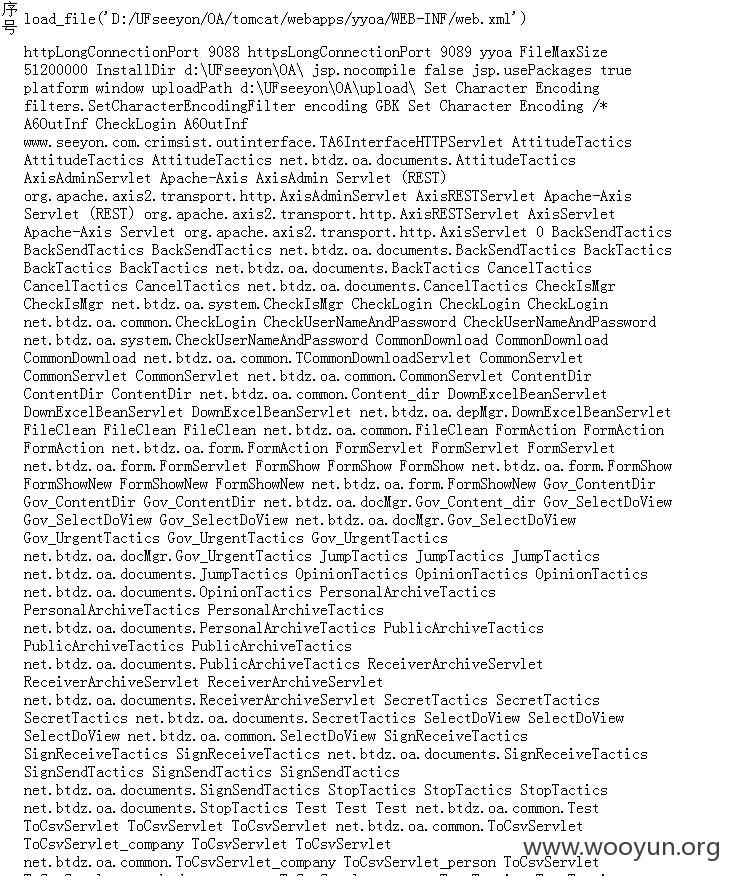 序号
load_file('D:/UFseeyon/OA/tomcat/webapps/yyoa/WEB-INF/web.xml')
httpLongConnectionPort 9088 httpsLongConnectionPort 9089 yyoa FileMaxSize
51200000 InstallDir d:\UFseeyon\OA\ jsp.nocompile false jsp.usePackages true
platform window uploadPath d:\UFseeyon\OA\upload\ Set Character Encoding
filters.SetCharacterEncodingFilter encoding GBK Set Character Encoding /*
A6OutInf CheckLogin A6OutInf
www.seeyon.com.crimsist.outinterface.TA6InterfaceHTTPServlet AttitudeTactics
AttitudeTactics AttitudeTactics net.btdz.oa.documents.AttitudeTactics
AxisAdminServlet Apache-Axis AxisAdmin Servlet (REST)
org.apache.axis2.transport.http.AxisAdminServlet AxisRESTServlet Apache-Axis
Servlet (REST) org.apache.axis2.transport.http.AxisRESTServlet AxisServlet
Apache-Axis Servlet org.apache.axis2.transport.http.AxisServlet 0 BackSendTactics
BackSendTactics BackSendTactics net.btdz.oa.documents.BackSendTactics BackTactics
BackTactics BackTactics net.btdz.oa.documents.BackTactics CancelTactics
CancelTactics CancelTactics net.btdz.oa.documents.CancelTactics CheckIsMgr
CheckIsMgr net.btdz.oa.system.CheckIsMgr CheckLogin CheckLogin CheckLogin
net.btdz.oa.common.CheckLogin CheckUserNameAndPassword CheckUserNameAndPassword
net.btdz.oa.system.CheckUserNameAndPassword CommonDownload CommonDownload
CommonDownload net.btdz.oa.common.TCommonDownloadServlet CommonServlet
CommonServlet CommonServlet net.btdz.oa.common.CommonServlet ContentDir
ContentDir ContentDir net.btdz.oa.common.Content_dir DownExcelBeanServlet
DownExcelBeanServlet DownExcelBeanServlet net.btdz.oa.depMgr.DownExcelBeanServlet
FileClean FileClean FileClean net.btdz.oa.common.FileClean FormAction FormAction
FormAction net.btdz.oa.form.FormAction FormServlet FormServlet FormServlet
net.btdz.oa.form.FormServlet FormShow FormShow FormShow net.btdz.oa.form.FormShow
FormShowNew FormShowNew FormShowNew net.btdz.oa.form.FormShowNew Gov_ContentDir
Gov_ContentDir Gov_ContentDir net.btdz.oa.docMgr.Gov_Content_dir Gov_SelectDoView
Gov_SelectDoView Gov_SelectDoView net.btdz.oa.docMgr.Gov_SelectDoView
Gov_UrgentTactics Gov_UrgentTactics Gov_UrgentTactics
net.btdz.oa.docMgr.Gov_UrgentTactics JumpTactics JumpTactics JumpTactics
net.btdz.oa.documents.JumpTactics OpinionTactics OpinionTactics OpinionTactics
net.btdz.oa.documents.OpinionTactics PersonalArchiveTactics
PersonalArchiveTactics PersonalArchiveTactics
net.btdz.oa.documents.PersonalArchiveTactics PublicArchiveTactics
PublicArchiveTactics PublicArchiveTactics
net.btdz.oa.documents.PublicArchiveTactics ReceiverArchiveServlet
ReceiverArchiveServlet ReceiverArchiveServlet
net.btdz.oa.documents.ReceiverArchiveServlet SecretTactics SecretTactics
SecretTactics net.btdz.oa.documents.SecretTactics SelectDoView SelectDoView
SelectDoView net.btdz.oa.common.SelectDoView SignReceiveTactics
SignReceiveTactics SignReceiveTactics net.btdz.oa.documents.SignReceiveTactics
SignSendTactics SignSendTactics SignSendTactics
net.btdz.oa.documents.SignSendTactics StopTactics StopTactics StopTactics
net.btdz.oa.documents.StopTactics Test Test Test net.btdz.oa.common.Test
ToCsvServlet ToCsvServlet ToCsvServlet net.btdz.oa.common.ToCsvServlet
ToCsvServlet_company ToCsvServlet ToCsvServlet
net.btdz.oa.common.ToCsvServlet_company ToCsvServlet_person ToCsvServlet
www.wooyun.org